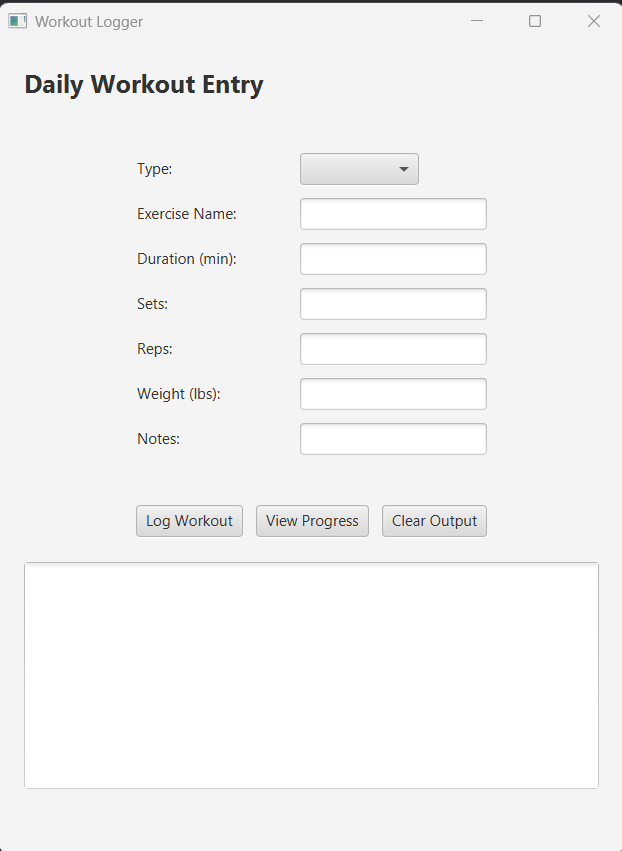 Workout Logger
Daily Workout Entry
Type:
Exercise Name:
Duration (min):
Sets:
Reps:
Weight (lbs):
Notes:
Log Workout View Progress Clear Output